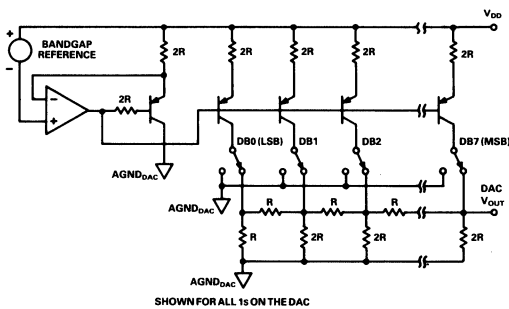 V_DD
+
BANDGAP
REFERENCE
−
2R
2R
2R
2R
2R
2R
−
+
AGND_DAC
DB0 (LSB)
DB1
DB2
DB7 (MSB)
AGND_DAC
R
R
R
DAC
V_OUT
R
2R
2R
2R
AGND_DAC
SHOWN FOR ALL 1s ON THE DAC